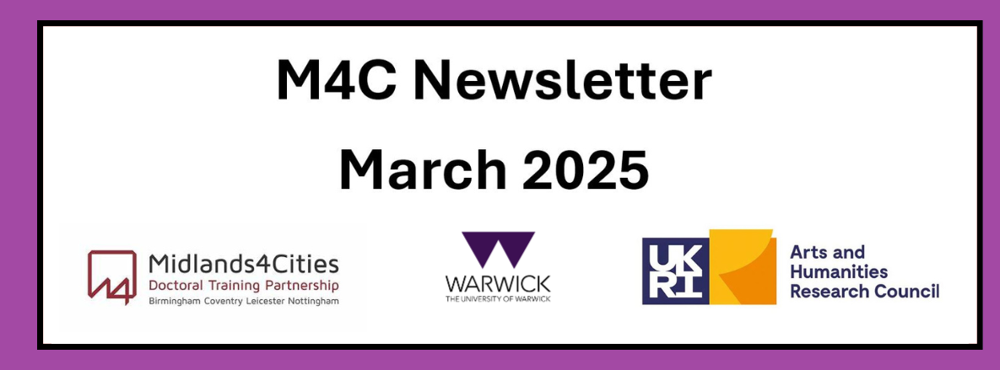 M4C Newsletter
March 2025
Midlands4Cities
Doctoral Training Partnership
Birmingham Coventry Leicester Nottingham
WARWICK
THE UNIVERSITY OF WARWICK
UK
RI
Arts and
Humanities
Research Council